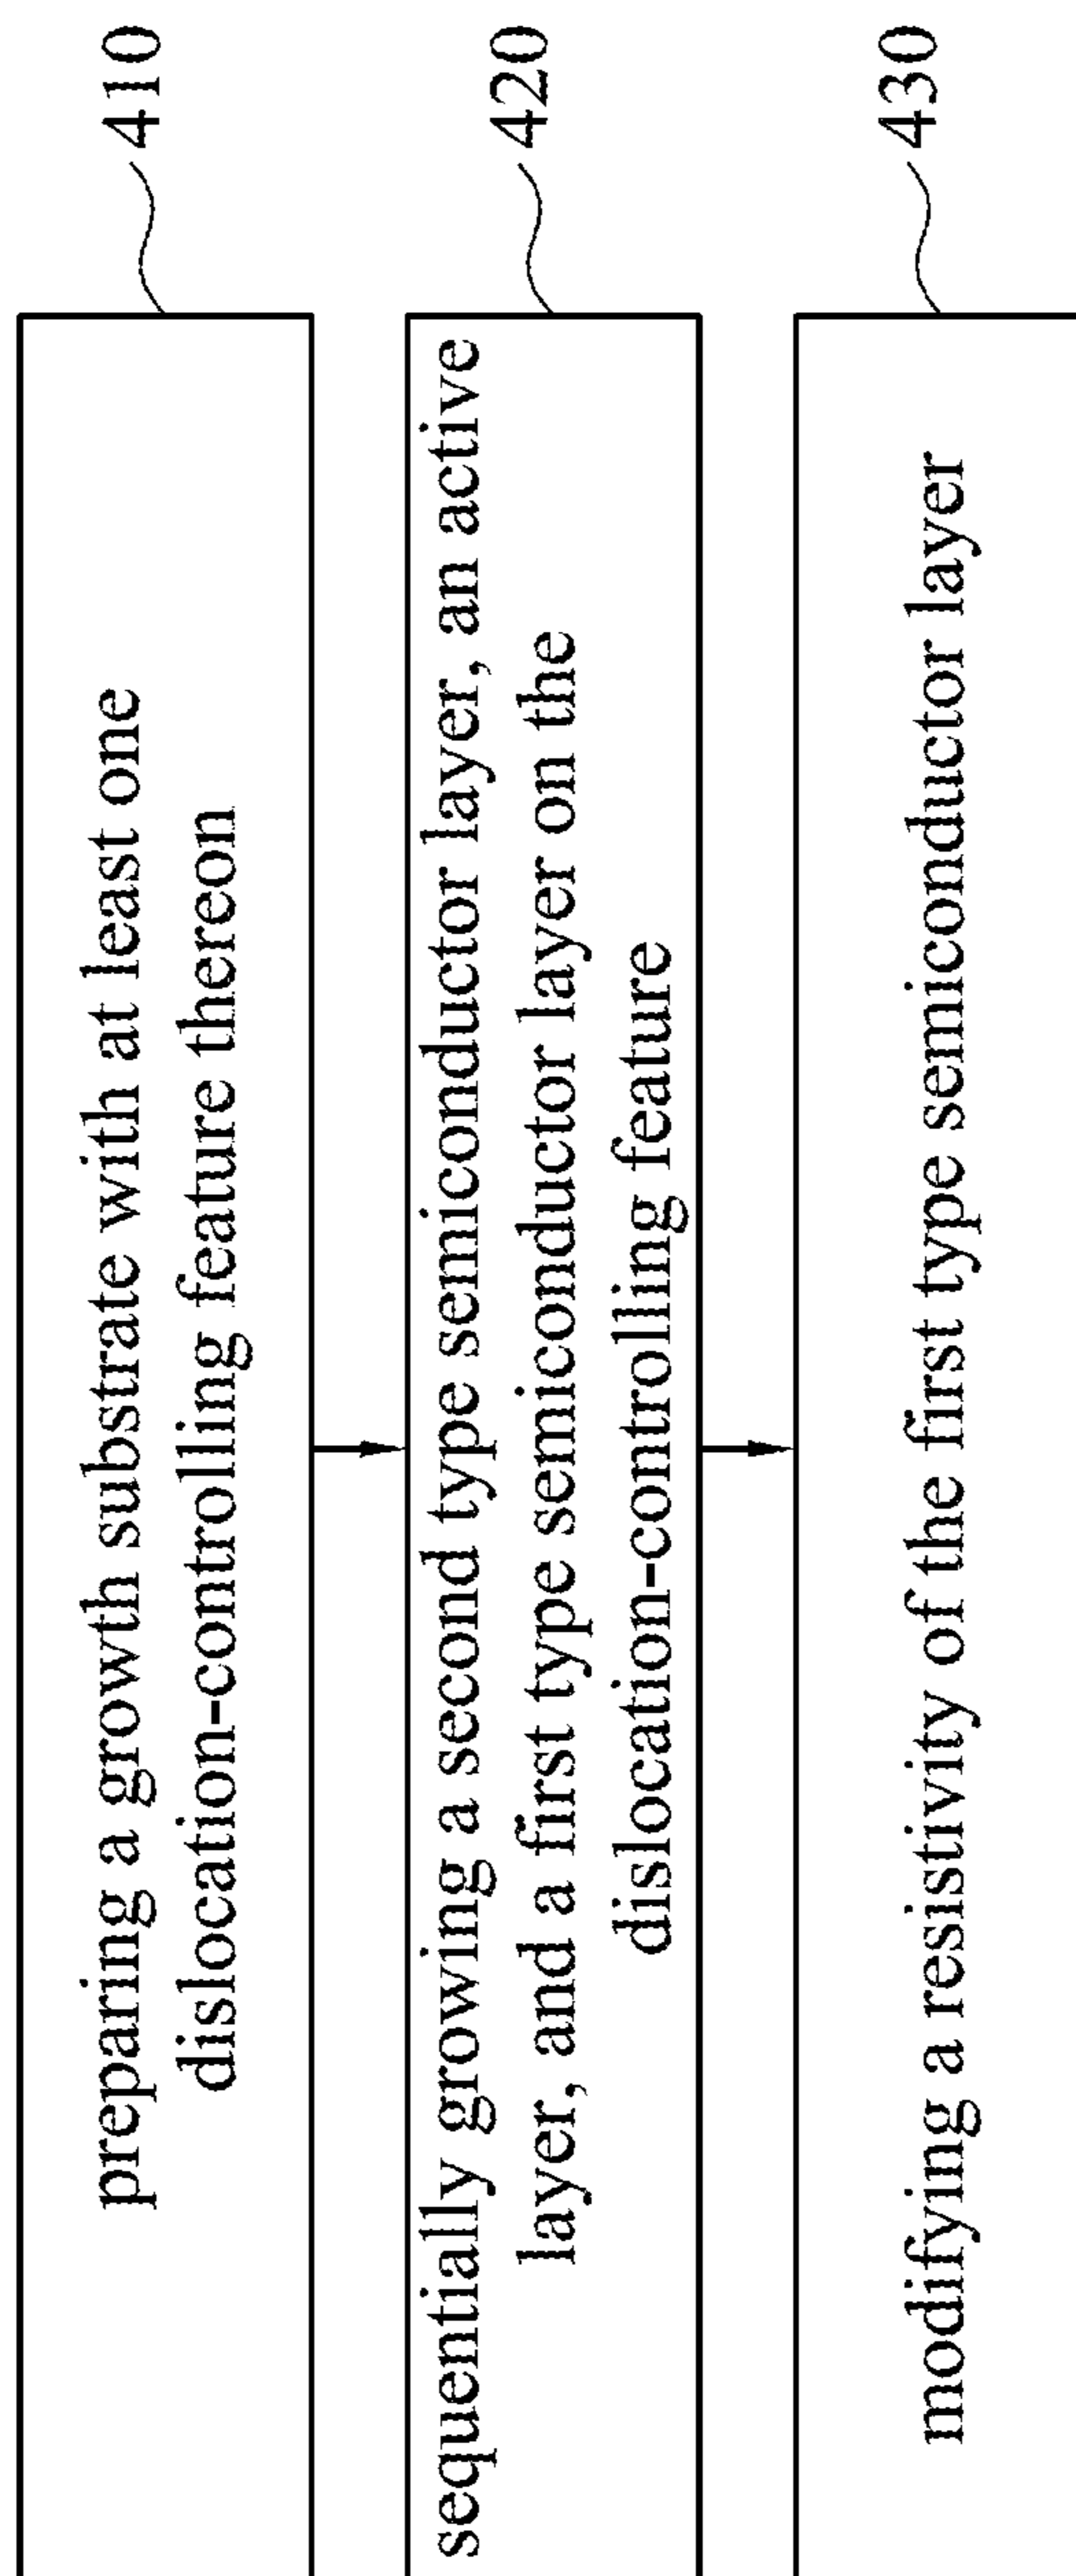 preparing a growth substrate with at least one
dislocation-controlling feature thereon
410
sequentially growing a second type semiconductor layer, an active
layer, and a first type semiconductor layer on the
dislocation-controlling feature
420
modifying a resistivity of the first type semiconductor layer
430